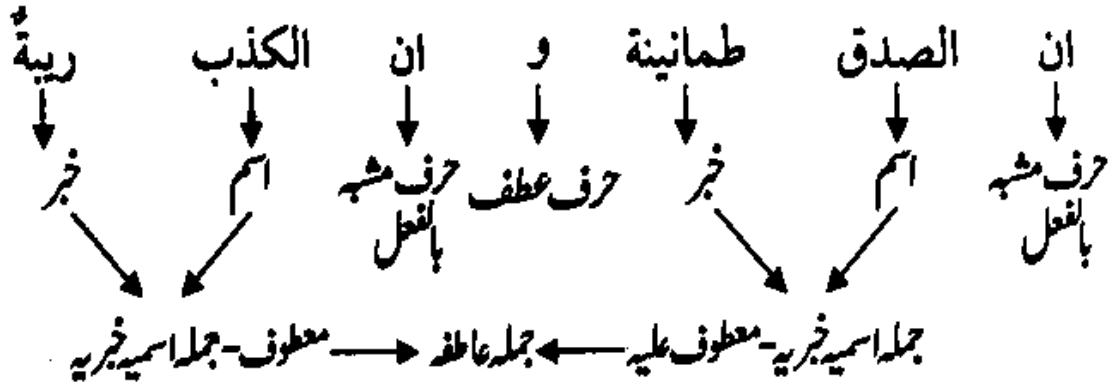 ان الصدق طمانينة و ان الكذب ريبةٌ
حرف مشبہ اسم خبر حرف عطف حرف مشبہ اسم خبر
بالفعل بالفعل
جملہ اسمیہ خبریہ-معطوف علیہ جملہ عاطفہ معطوف-جملہ اسمیہ خبریہ